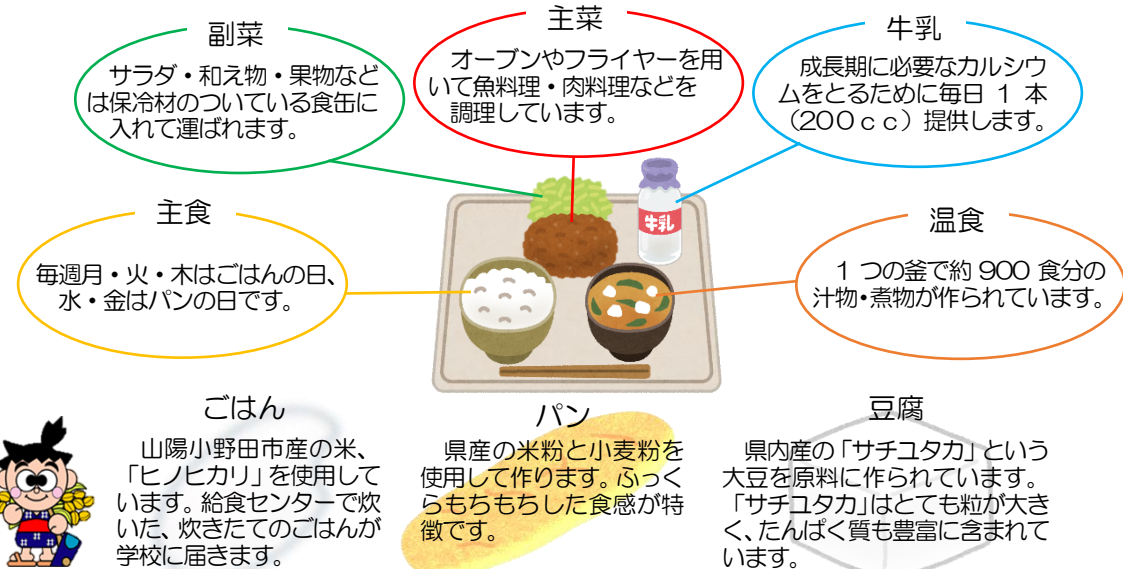 副菜
サラダ・和え物・果物など
は保冷材のついている食缶に
入れて運ばれます。
主菜
オーブンやフライヤーを用
いて魚料理・肉料理などを
調理しています。
牛乳
成長期に必要なカルシウ
ムをとるために毎日 1 本
(200cc)提供します。
牛乳
主食
毎週月・火・木はごはんの日、
水・金はパンの日です。
温食
1 つの釜で約 900 食分の
汁物・煮物が作られています。
ごはん
山陽小野田市産の米、
「ヒノヒカリ」を使用して
います。給食センターで炊
いた、炊きたてのごはんが
学校に届きます。
パン
県産の米粉と小麦粉を
使用して作ります。ふっく
らもちもちした食感が特
徴です。
豆腐
県内産の「サチユタカ」という
大豆を原料に作られています。
「サチユタカ」はとても粒が大き
く、たんぱく質も豊富に含まれて
います。